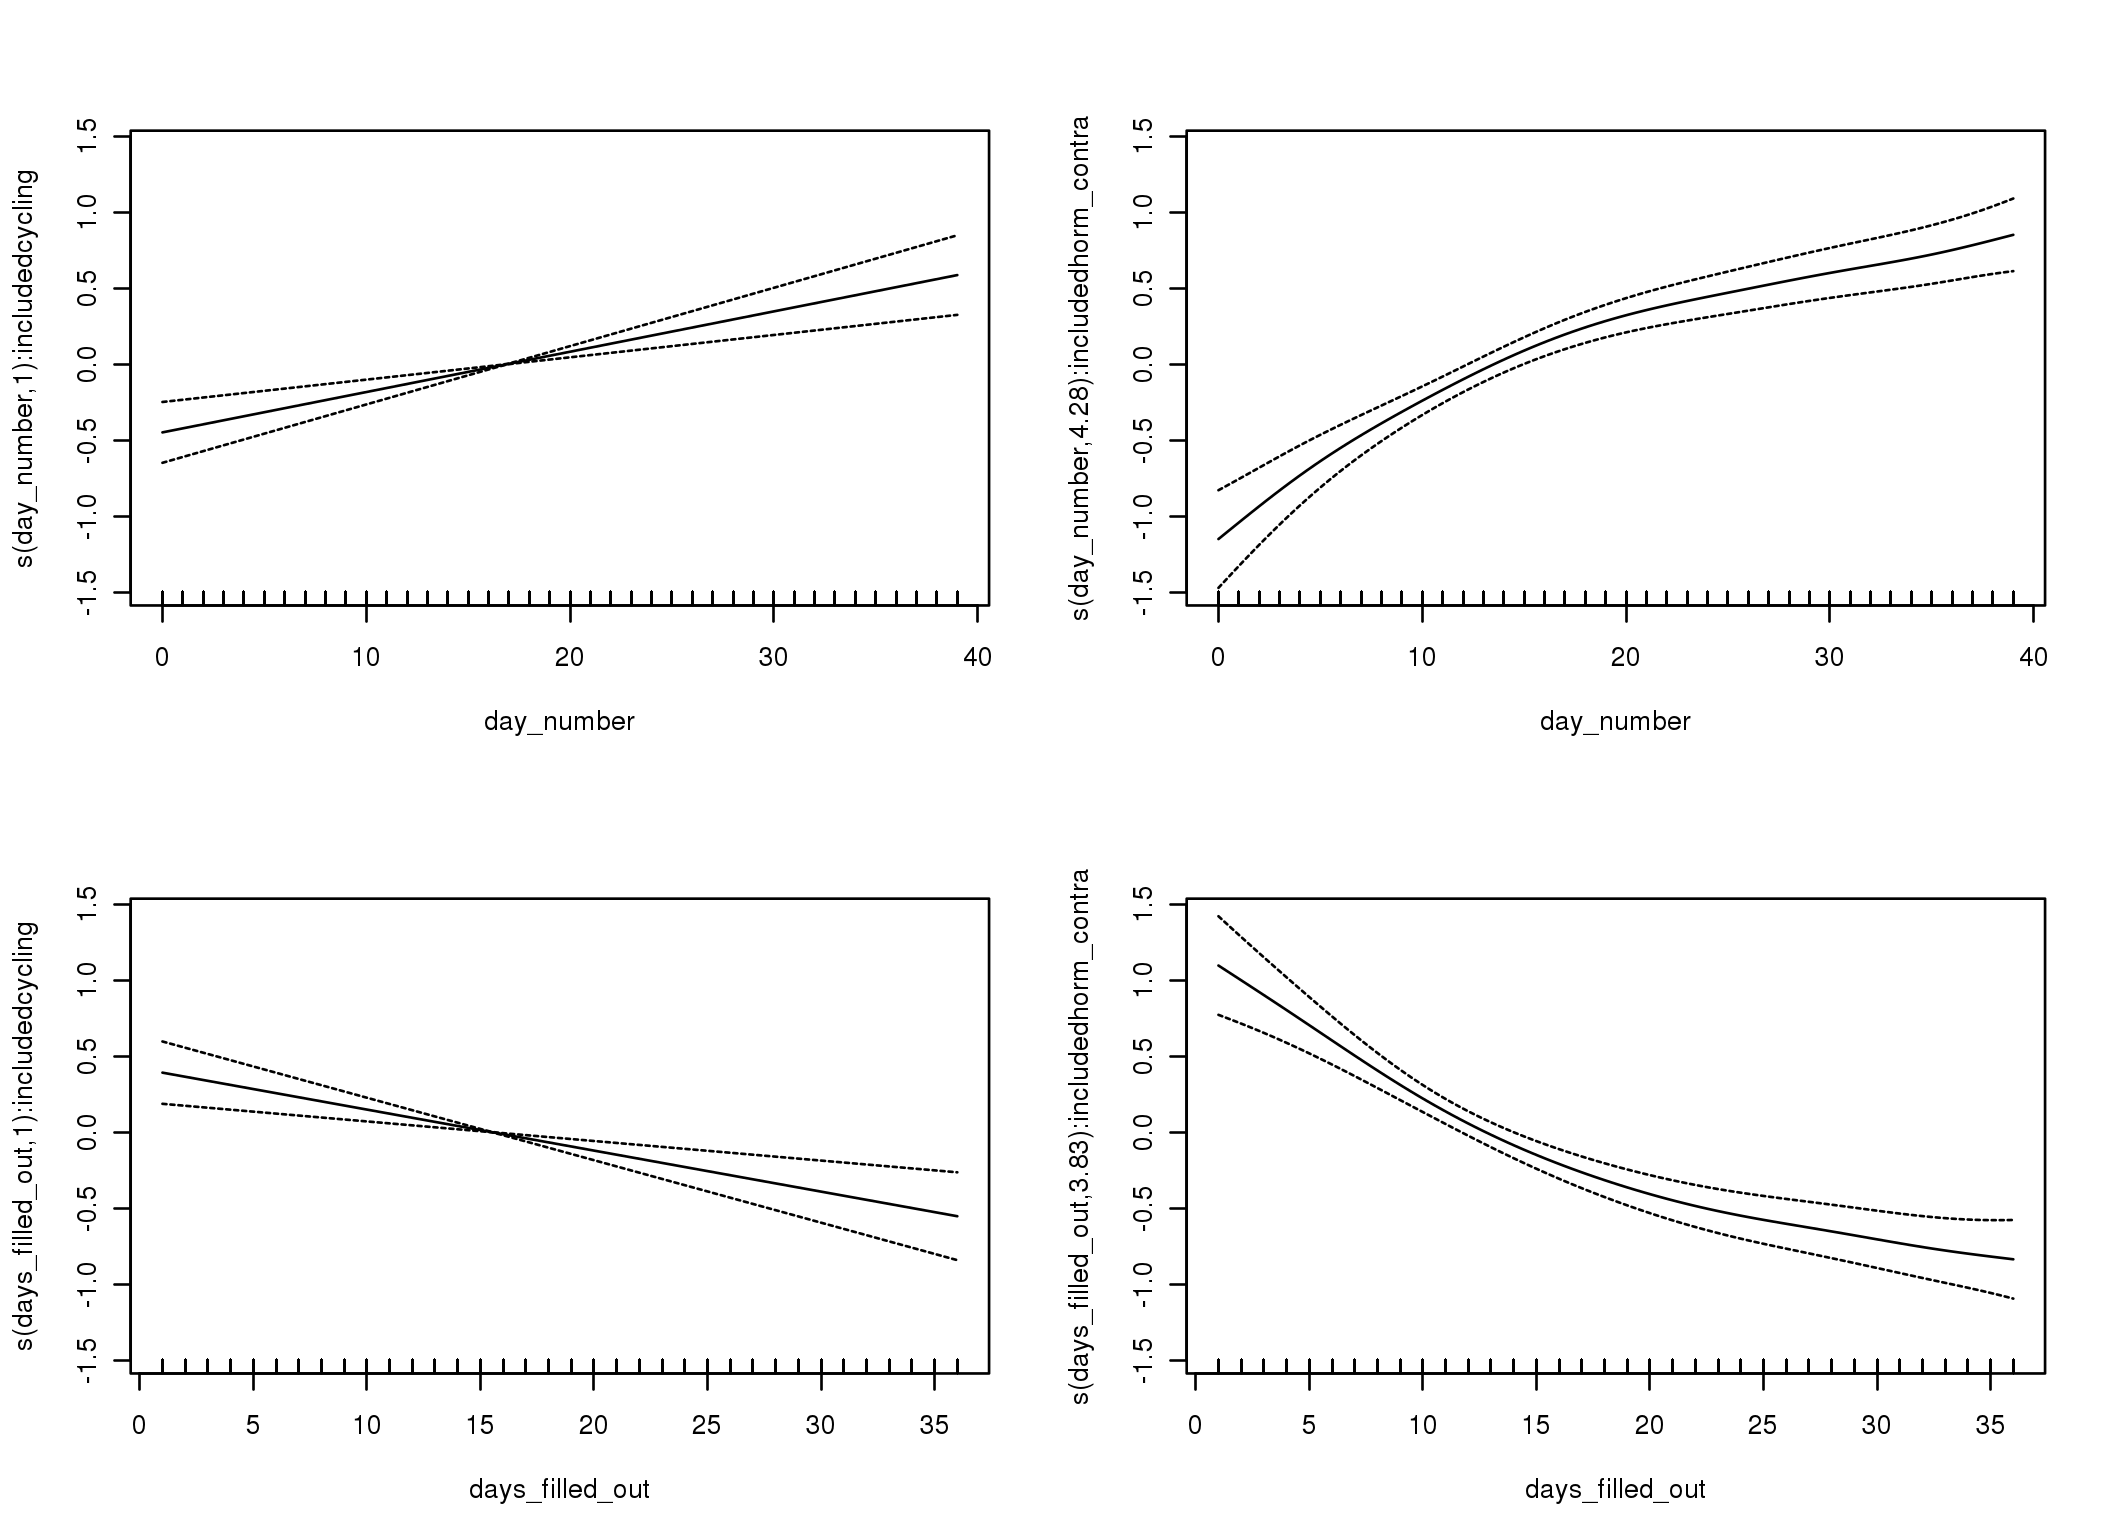 s(day_number,1):includedcycling
1.5
1.0
0.5
0.0
-0.5
-1.0
-1.5
0 10 20 30 40
day_number
s(day_number,4.28):includedhorm_contra
1.5
1.0
0.5
0.0
-0.5
-1.0
-1.5
0 10 20 30 40
day_number
s(days_filled_out,1):includedcycling
1.5
1.0
0.5
0.0
-0.5
-1.0
-1.5
0 5 10 15 20 25 30 35
days_filled_out
s(days_filled_out,3.83):includedhorm_contra
1.5
1.0
0.5
0.0
-0.5
-1.0
-1.5
0 5 10 15 20 25 30 35
days_filled_out